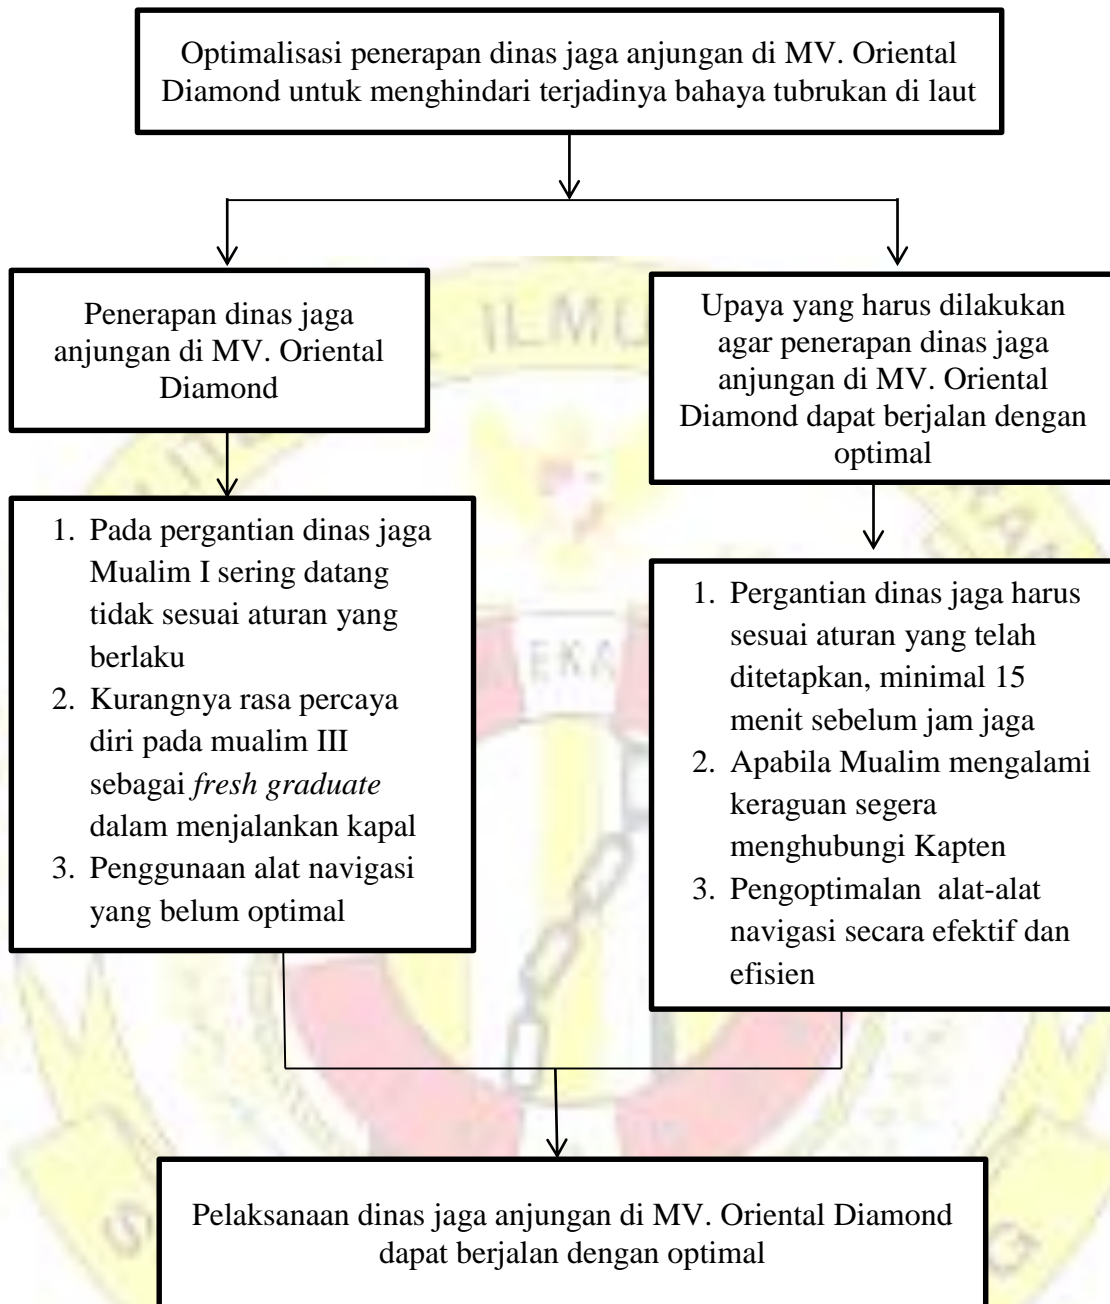 Optimalisasi penerapan dinas jaga anjungan di MV. Oriental
Diamond untuk menghindari terjadinya bahaya tubrukan di laut
Penerapan dinas jaga
anjungan di MV. Oriental
Diamond
Upaya yang harus dilakukan
agar penerapan dinas jaga
anjungan di MV. Oriental
Diamond dapat berjalan dengan
optimal
1. Pada pergantian dinas jaga
Mualim I sering datang
tidak sesuai aturan yang
berlaku
2. Kurangnya rasa percaya
diri pada mualim III
sebagai fresh graduate
dalam menjalankan kapal
3. Penggunaan alat navigasi
yang belum optimal
1. Pergantian dinas jaga harus
sesuai aturan yang telah
ditetapkan, minimal 15
menit sebelum jam jaga
2. Apabila Mualim mengalami
keraguan segera
menghubungi Kapten
3. Pengoptimalan alat-alat
navigasi secara efektif dan
efisien
Pelaksanaan dinas jaga anjungan di MV. Oriental Diamond
dapat berjalan dengan optimal